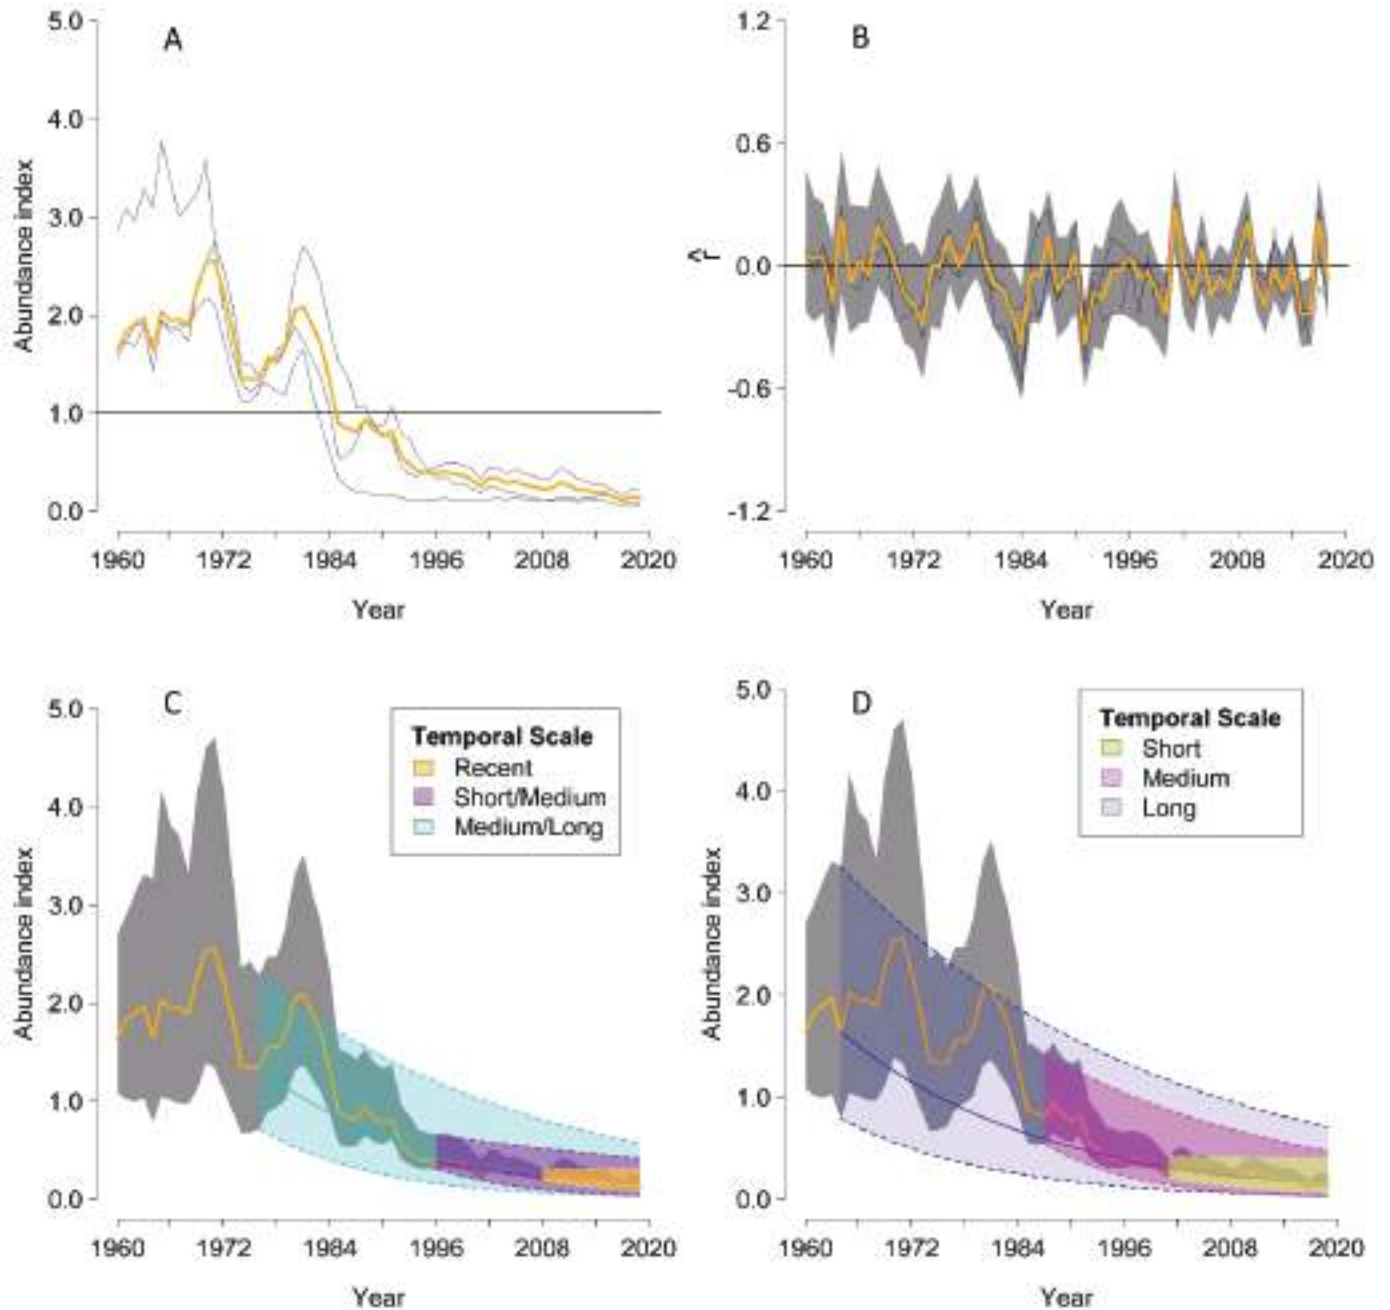 A
5.0
4.0
3.0
2.0
1.0
0.0
Abundance index
1960 1972 1984 1996 2008 2020
Year
B
1.2
0.6
0.0
-0.6
-1.2
r̂
1960 1972 1984 1996 2008 2020
Year
C
5.0
4.0
3.0
2.0
1.0
0.0
Abundance index
Temporal Scale
Recent
Short/Medium
Medium/Long
1960 1972 1984 1996 2008 2020
Year
D
5.0
4.0
3.0
2.0
1.0
0.0
Abundance index
Temporal Scale
Short
Medium
Long
1960 1972 1984 1996 2008 2020
Year